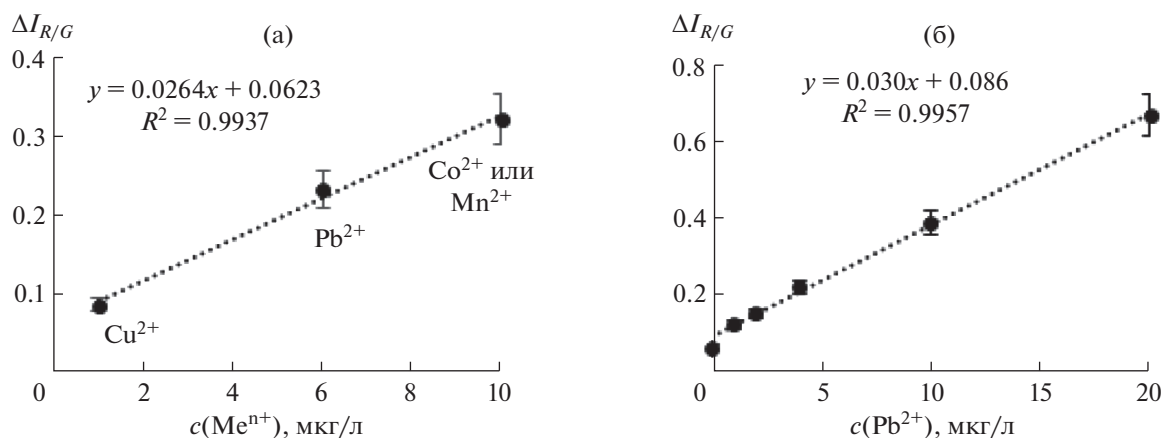 ΔI_{R/G}
(а)
0.4
y = 0.0264x + 0.0623
R² = 0.9937
0.3
Co²⁺ или
Mn²⁺
0.2
Pb²⁺
0.1
Cu²⁺
0 2 4 6 8 10
c(Meⁿ⁺), мкг/л
ΔI_{R/G}
(б)
0.8
y = 0.030x + 0.086
R² = 0.9957
0.6
0.4
0.2
0 5 10 15 20
c(Pb²⁺), мкг/л